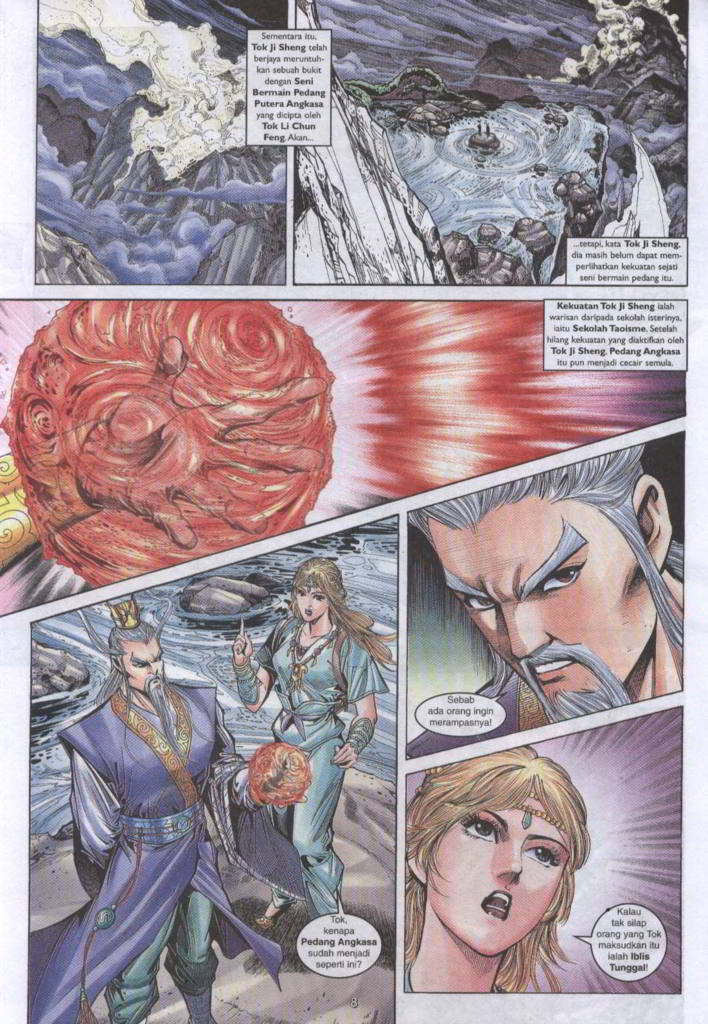 Sementara itu,
Tok Ji Sheng telah
berjaya meruntuh-
kan sebuah bukit
dengan Seni
Bermain Pedang
Putera Angkasa
yang dicipta oleh
Tok Li Chun
Feng. Akan...
...tetapi, kata Tok Ji Sheng,
dia masih belum dapat mem-
perlihatkan kekuatan sejati
seni bermain pedang itu.
Kekuatan Tok Ji Sheng ialah
warisan daripada sekolah isterinya,
iaitu Sekolah Taoisme. Setelah
hilang kekuatan yang diaktifkan oleh
Tok Ji Sheng, Pedang Angkasa
itu pun menjadi cecair semula.
Tok,
kenapa
Pedang Angkasa
sudah menjadi
seperti ini?
Sebab
ada orang ingin
merampasnya!
Kalau
tak silap
orang yang Tok
maksudkan itu
ialah Iblis
Tunggal!
8